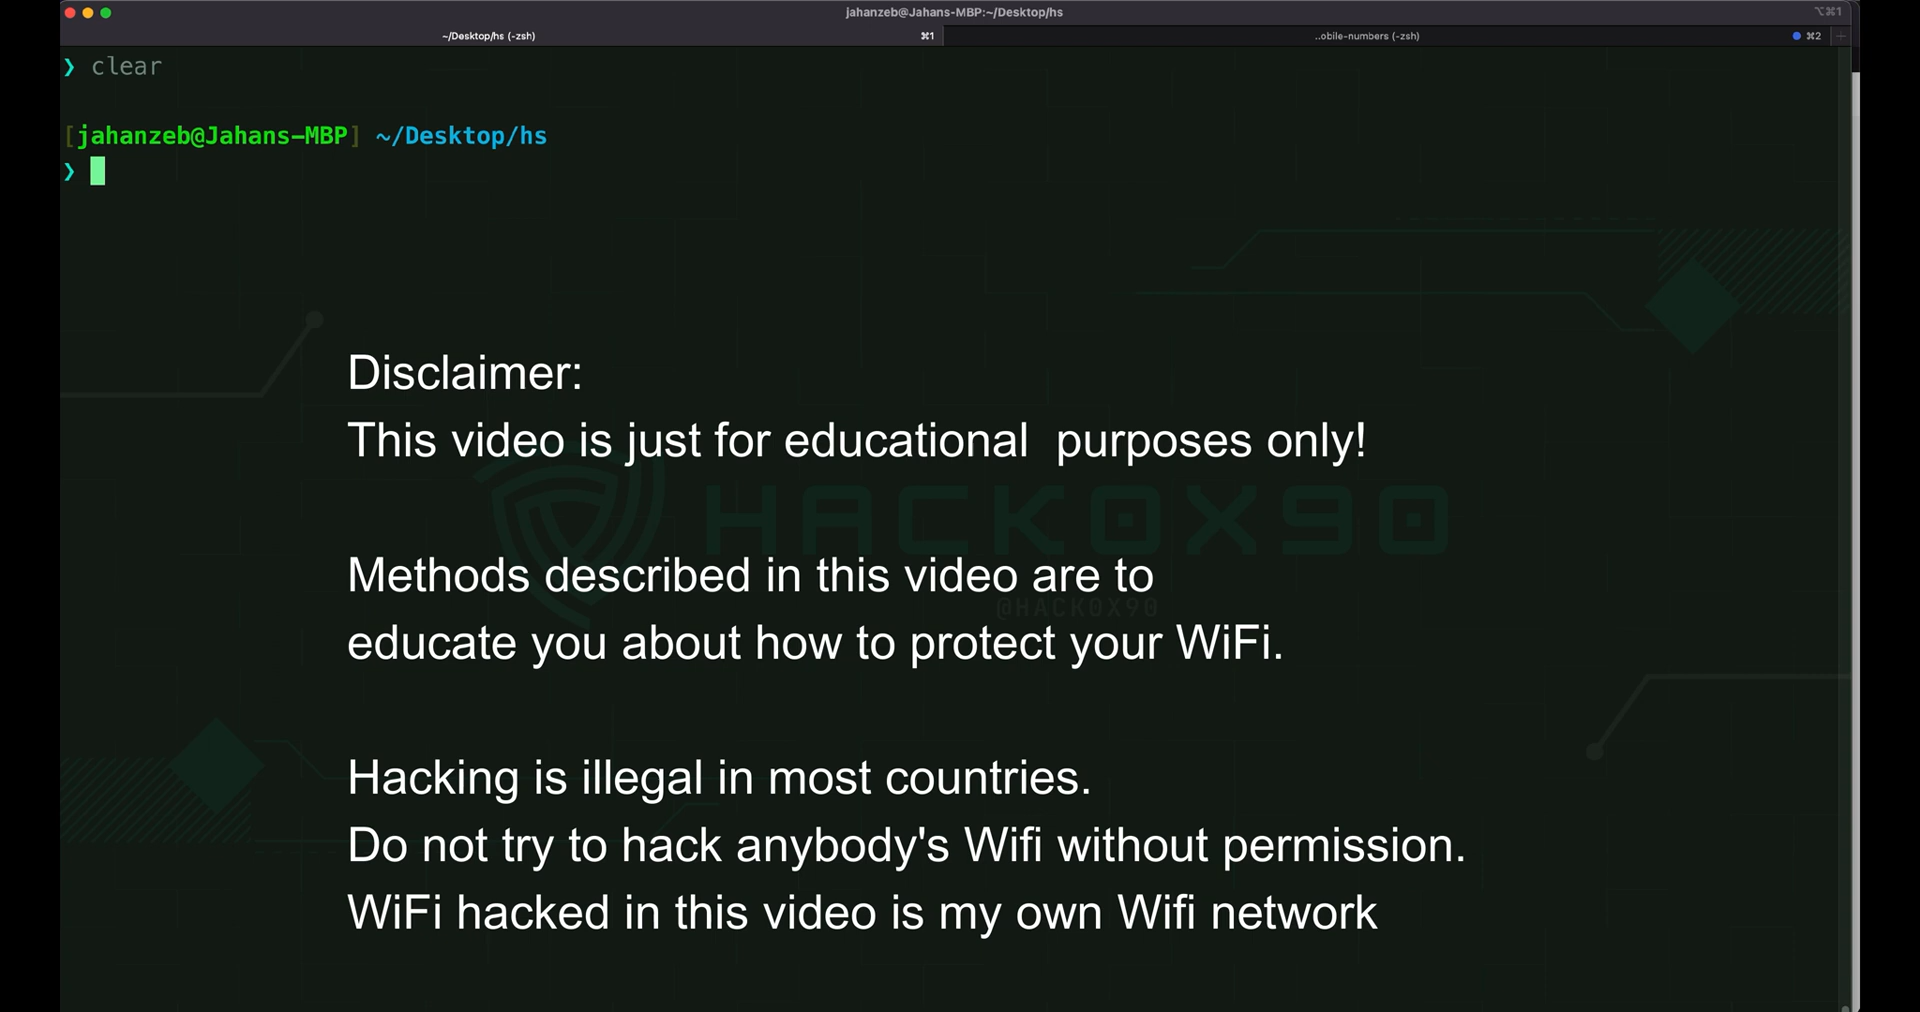 jahanzeb@Jahans-MBP:~/Desktop/hs
⌥⌘1
~/Desktop/hs (-zsh)
⌘1
..obile-numbers (-zsh)
⌘2
❯ clear
[jahanzeb@Jahans-MBP] ~/Desktop/hs
❯
Disclaimer:
This video is just for educational  purposes only!
HACK0X90
Methods described in this video are to
@HACK0X90
educate you about how to protect your WiFi.
Hacking is illegal in most countries.
Do not try to hack anybody's Wifi without permission.
WiFi hacked in this video is my own Wifi network